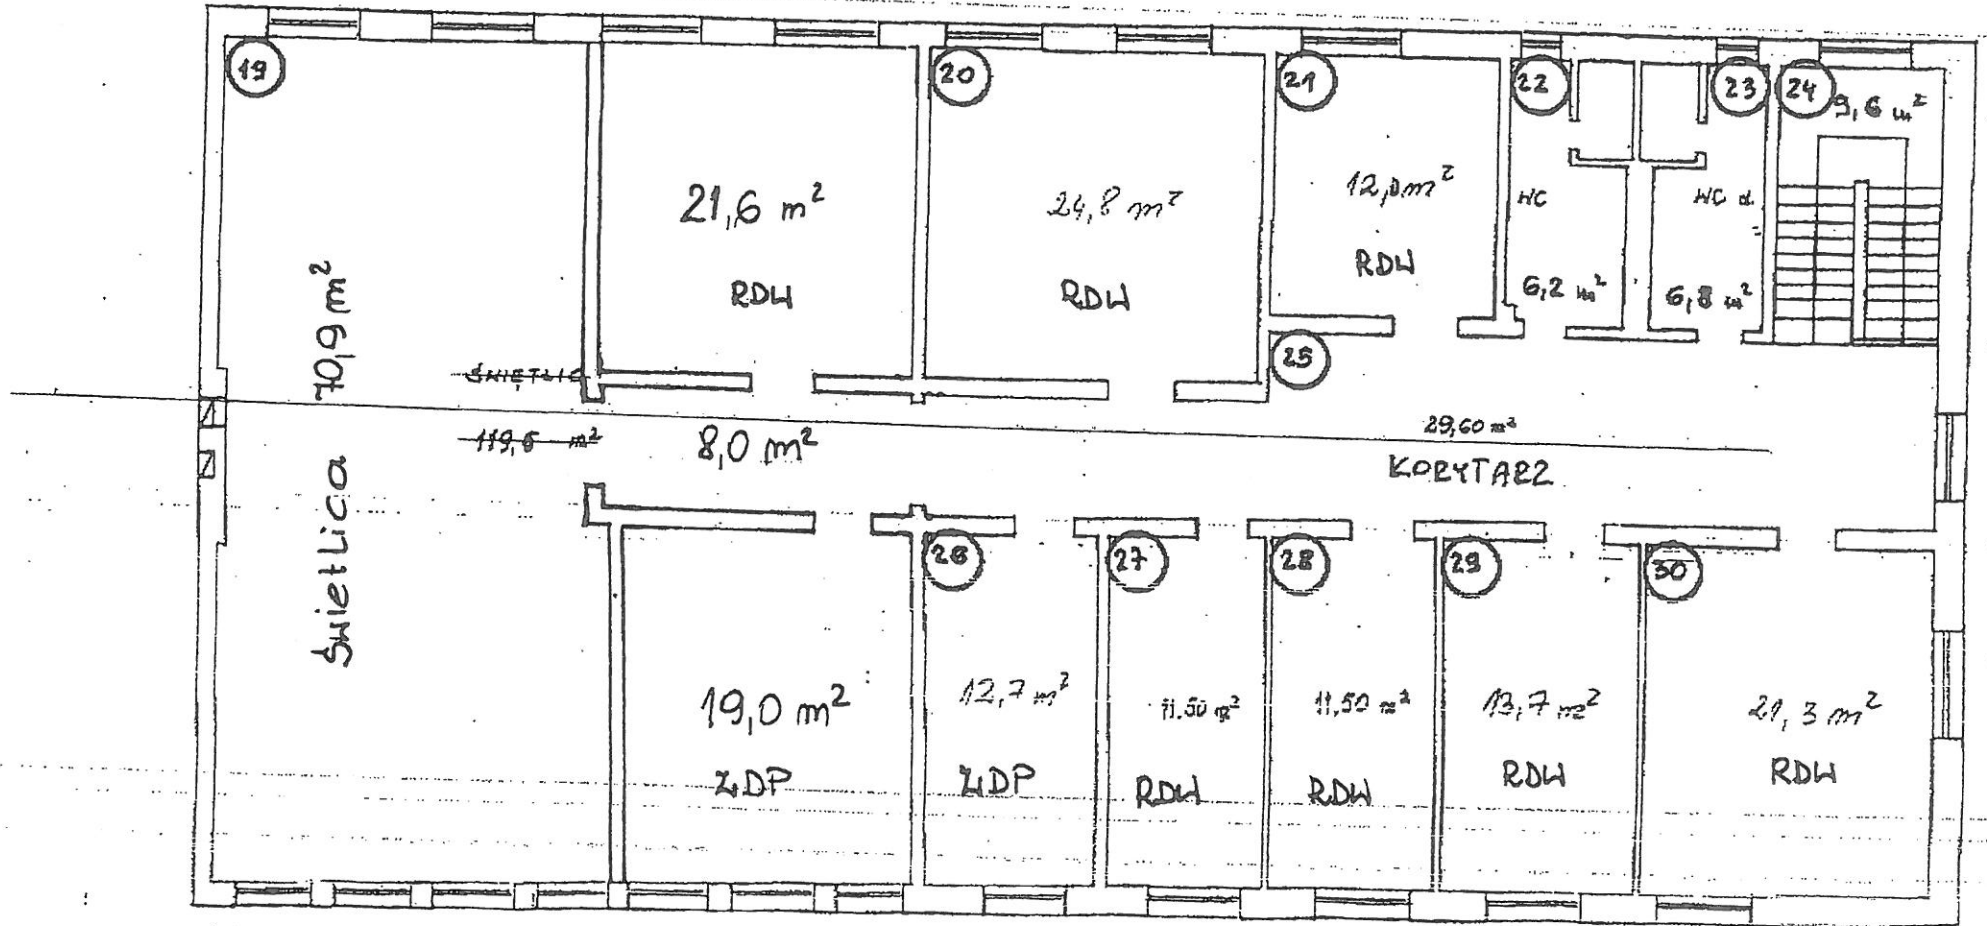 19
20
21
22
23
24
9,6 m²
21,6 m²
RDW
24,8 m²
RDW
12,0 m²
RDW
WC
6,2 m²
WC d.
6,8 m²
25
Świetlica 70,9 m²
119,6 m²
8,0 m²
29,60 m²
KORYTARZ
26
27
28
29
30
19,0 m²
ZDP
12,7 m²
ZDP
11.50 m²
RDW
11,50 m²
RDW
13,7 m²
RDW
21,3 m²
RDW